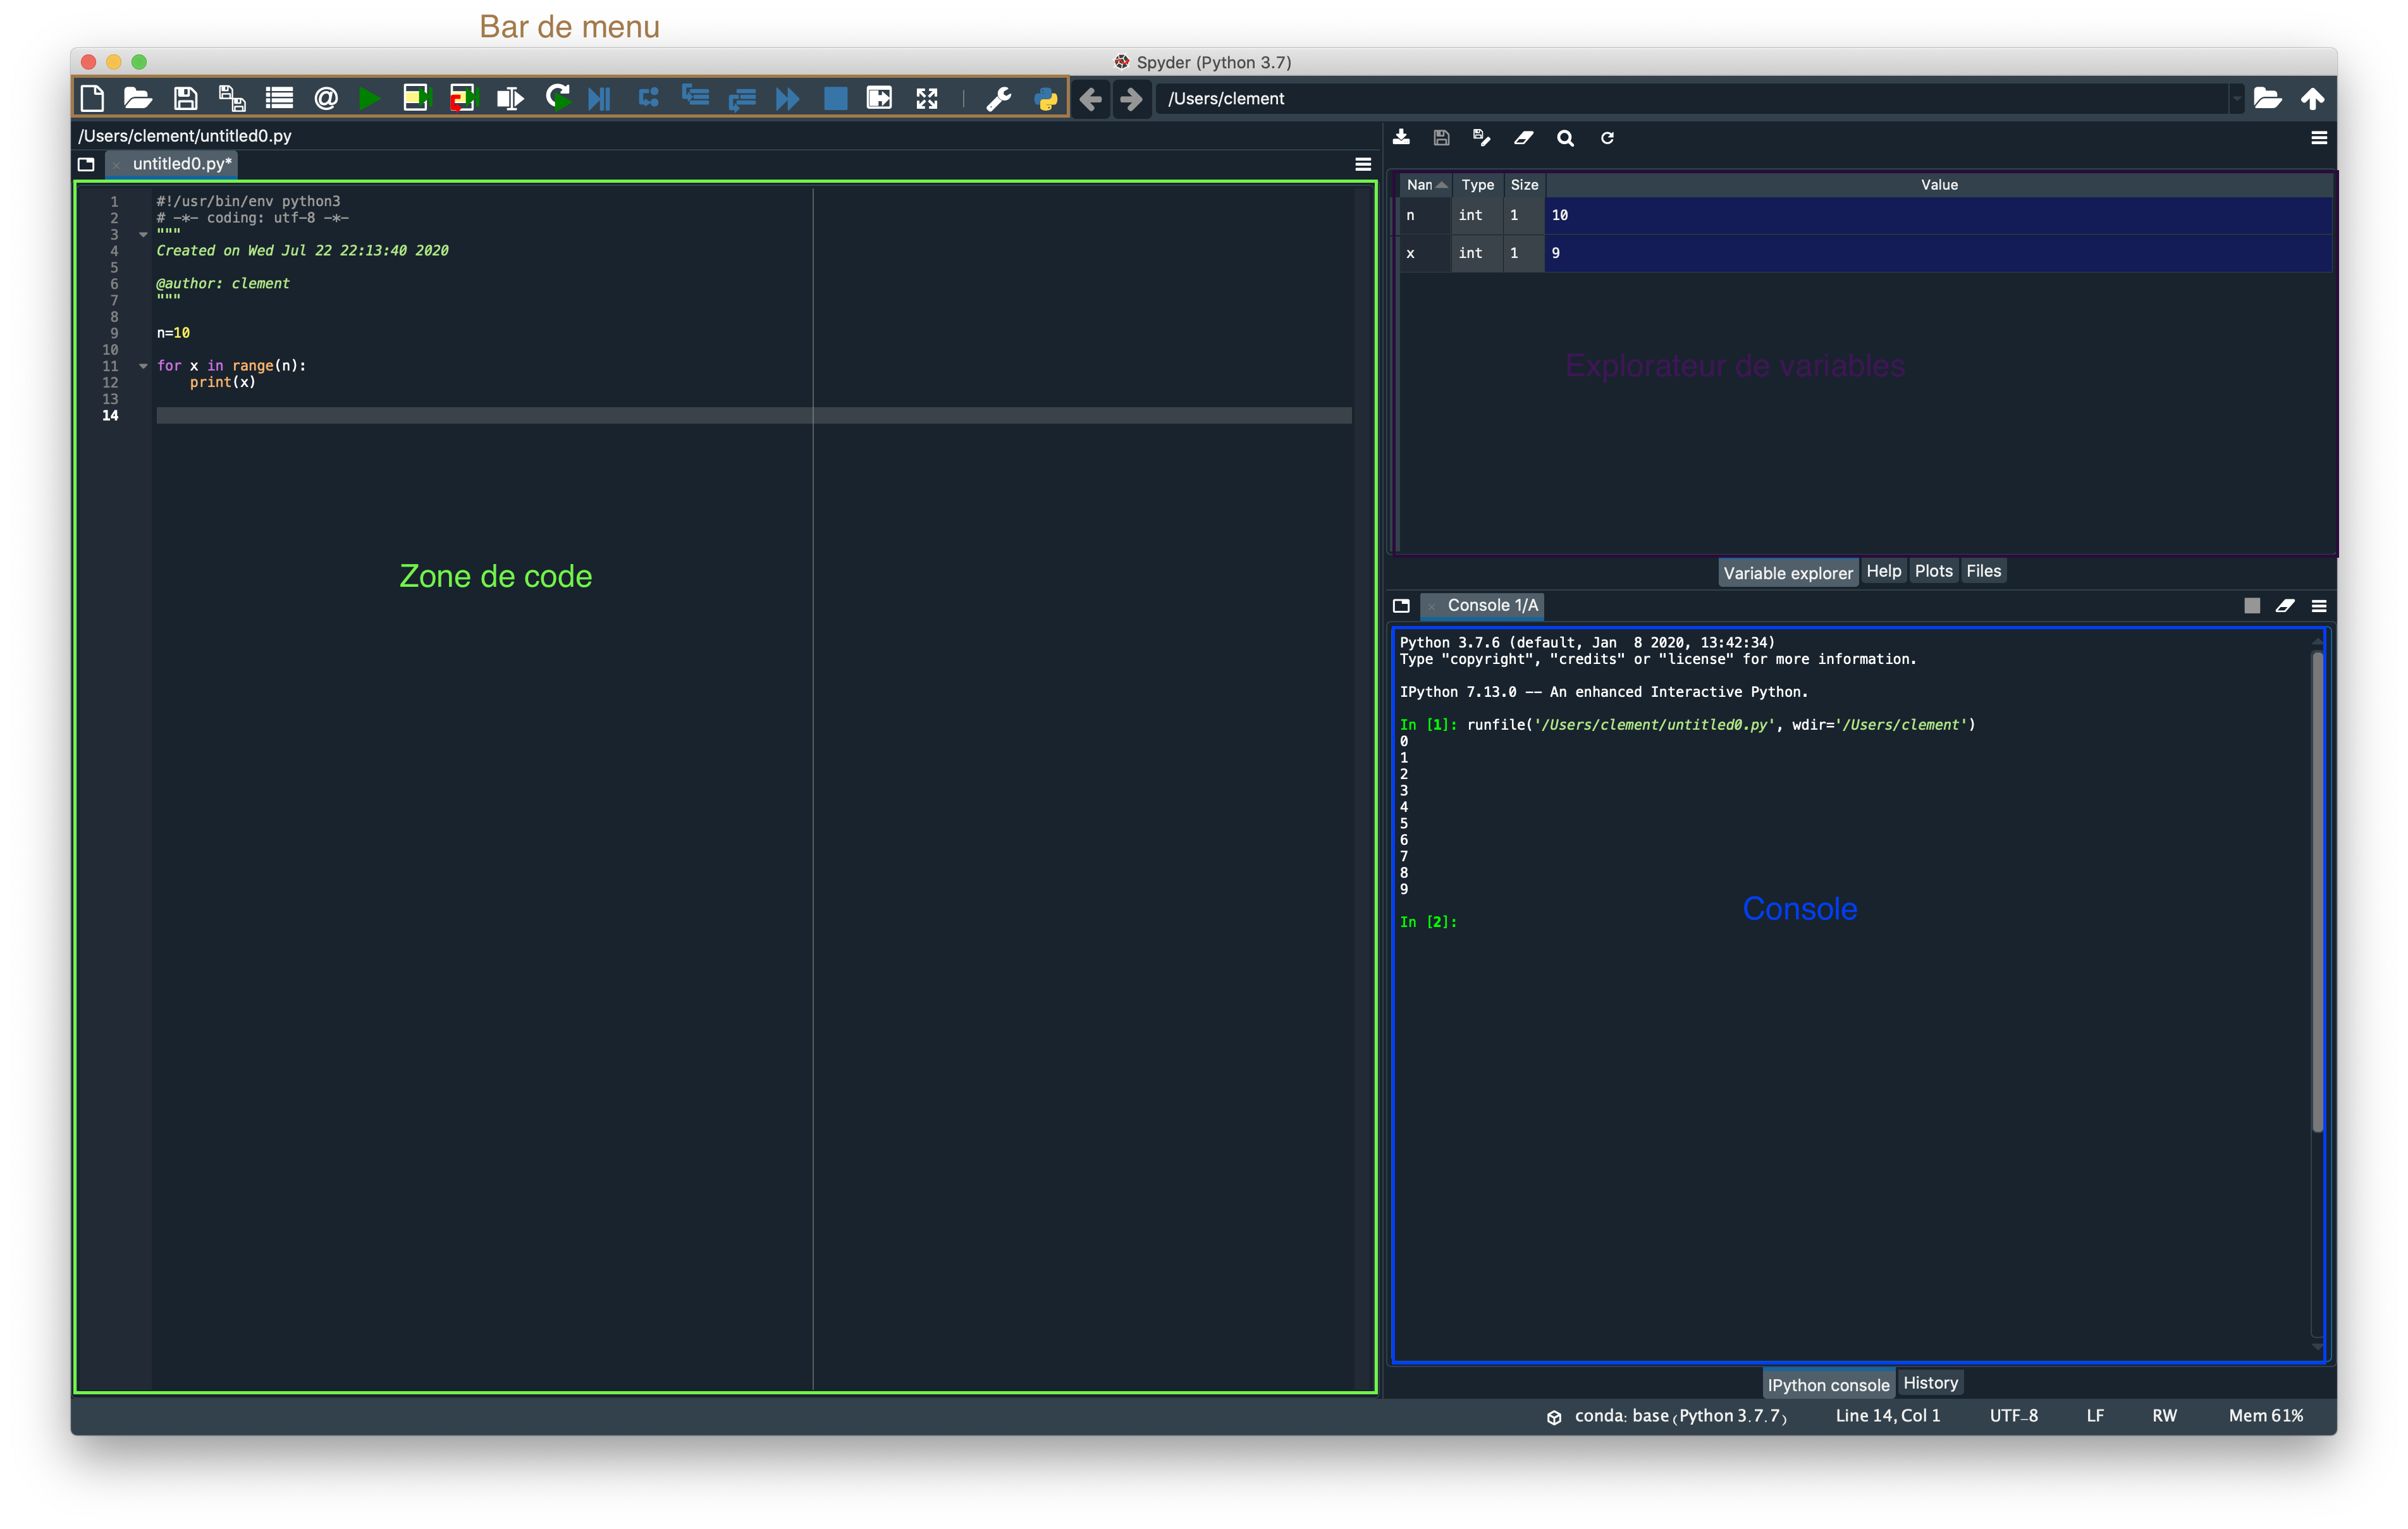 Bar de menu
Spyder (Python 3.7)
/Users/clement
/Users/clement/untitled0.py
untitled0.py*
1 #!/usr/bin/env python3
2 # -*- coding: utf-8 -*-
3 """
4 Created on Wed Jul 22 22:13:40 2020
5
6 @author: clement
7 """
8
9 n=10
10
11 for x in range(n):
12 print(x)
13
14
Zone de code
Nan Type Size Value
n int 1 10
x int 1 9
Explorateur de variables
Variable explorer Help Plots Files
Console 1/A
Python 3.7.6 (default, Jan  8 2020, 13:42:34)
Type "copyright", "credits" or "license" for more information.
IPython 7.13.0 -- An enhanced Interactive Python.
In [1]: runfile('/Users/clement/untitled0.py', wdir='/Users/clement')
0
1
2
3
4
5
6
7
8
9
In [2]:
Console
IPython console History
conda: base (Python 3.7.7) Line 14, Col 1 UTF-8 LF RW Mem 61%